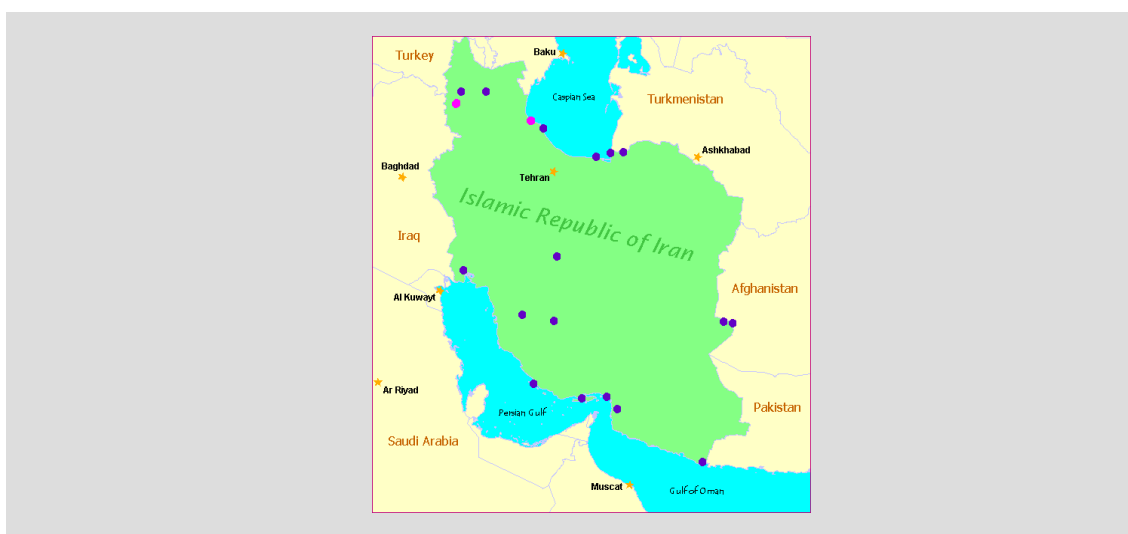 Turkey
Baku
Caspian Sea
Turkmenistan
Ashkhabad
Baghdad
Tehran
Islamic Republic of Iran
Iraq
Afghanistan
Al Kuwayt
Ar Riyad
Persian Gulf
Pakistan
Saudi Arabia
Muscat
Gulf of Oman